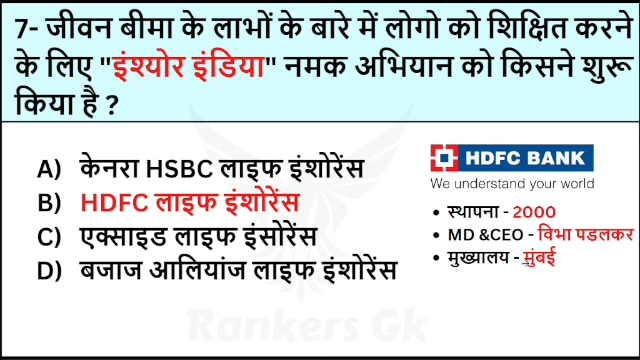 7- जीवन बीमा के लाभों के बारे में लोगो को शिक्षित करने
के लिए "इंश्योर इंडिया" नमक अभियान को किसने शुरू
किया है ?
A) केनरा HSBC लाइफ इंशोरेंस
B) HDFC लाइफ इंशोरेंस
C) एक्साइड लाइफ इंसोरेंस
D) बजाज आलियांज लाइफ इंशोरेंस
HDFC BANK
We understand your world
• स्थापना - 2000
• MD &CEO - विभा पडलकर
• मुख्यालय - मुंबई
Rankers Gk